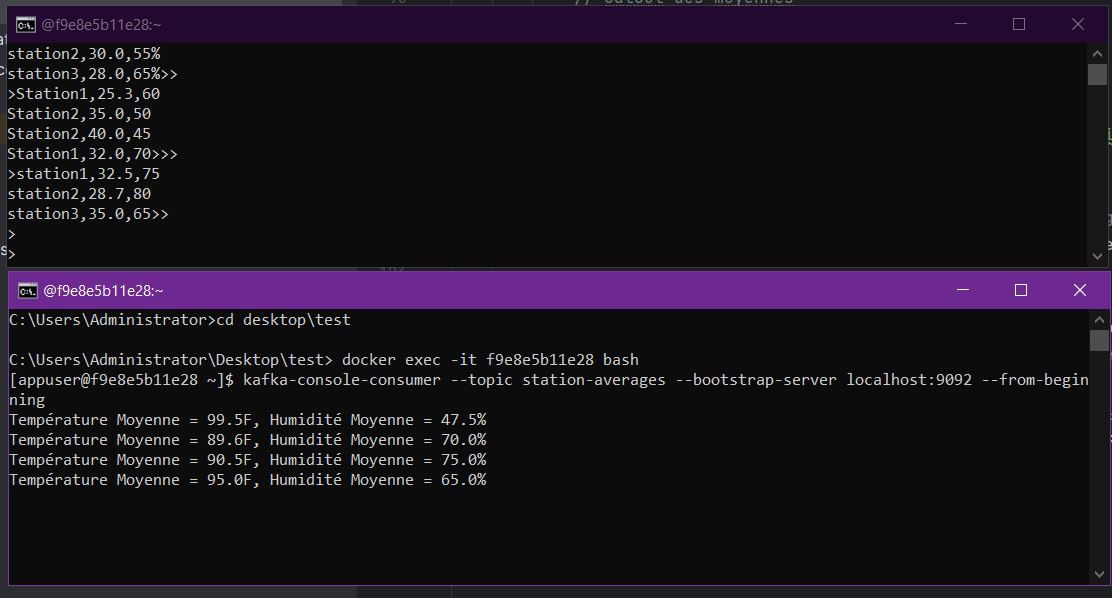 // Calcul des moyennes
@f9e8e5b11e28:~
station2,30.0,55%
station3,28.0,65%>>
>Station1,25.3,60
Station2,35.0,50
Station2,40.0,45
Station1,32.0,70>>>
>station1,32.5,75
station2,28.7,80
station3,35.0,65>>
>
>
@f9e8e5b11e28:~
C:\Users\Administrator>cd desktop\test
C:\Users\Administrator\Desktop\test> docker exec -it f9e8e5b11e28 bash
[appuser@f9e8e5b11e28 ~]$ kafka-console-consumer --topic station-averages --bootstrap-server localhost:9092 --from-begin
ning
Température Moyenne = 99.5F, Humidité Moyenne = 47.5%
Température Moyenne = 89.6F, Humidité Moyenne = 70.0%
Température Moyenne = 90.5F, Humidité Moyenne = 75.0%
Température Moyenne = 95.0F, Humidité Moyenne = 65.0%